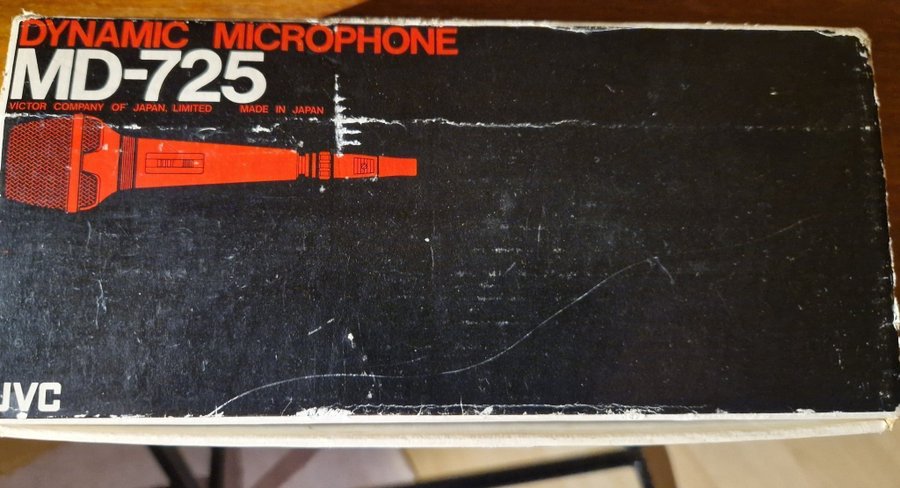 DYNAMIC MICROPHONE
MD-725
VICTOR COMPANY OF JAPAN, LIMITED MADE IN JAPAN
JVC